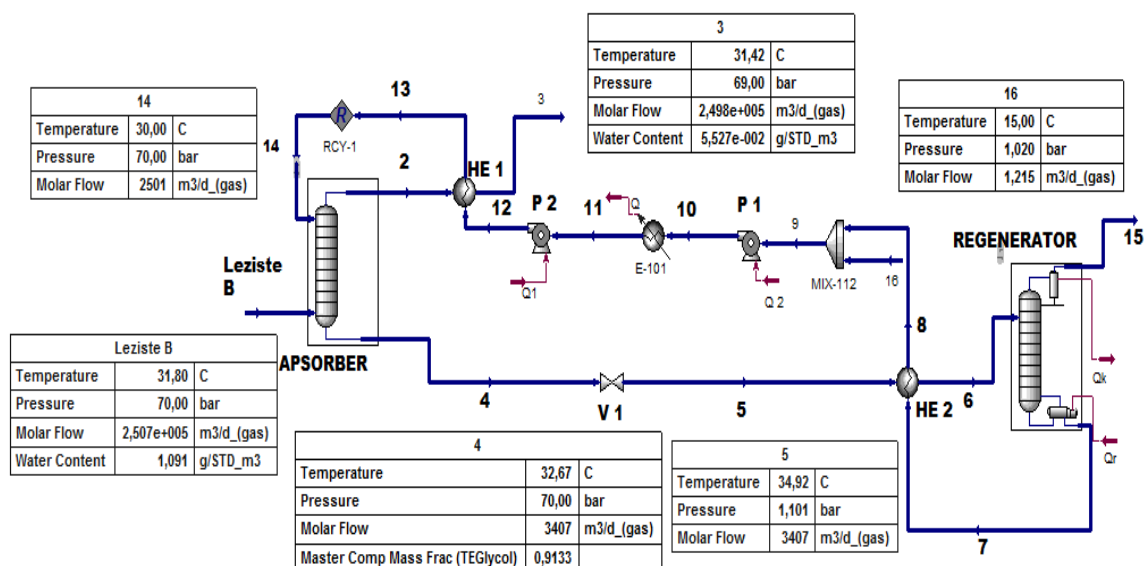 3
Temperature 31,42 C
Pressure 69,00 bar
Molar Flow 2,498e+005 m3/d_(gas)
Water Content 5,527e-002 g/STD_m3
14
Temperature 30,00 C
Pressure 70,00 bar
Molar Flow 2501 m3/d_(gas)
16
Temperature 15,00 C
Pressure 1,020 bar
Molar Flow 1,215 m3/d_(gas)
13
3
R
RCY-1
14
2
HE 1
12
P 2
11
Q
10
P 1
9
E-101
Q1
Q 2
MIX-112
16
8
REGENERATOR
15
Leziste
B
APSORBER
4
V 1
5
HE 2
6
Qk
Qr
7
Leziste B
Temperature 31,80 C
Pressure 70,00 bar
Molar Flow 2,507e+005 m3/d_(gas)
Water Content 1,091 g/STD_m3
4
Temperature 32,67 C
Pressure 70,00 bar
Molar Flow 3407 m3/d_(gas)
Master Comp Mass Frac (TEGlycol) 0,9133
5
Temperature 34,92 C
Pressure 1,101 bar
Molar Flow 3407 m3/d_(gas)